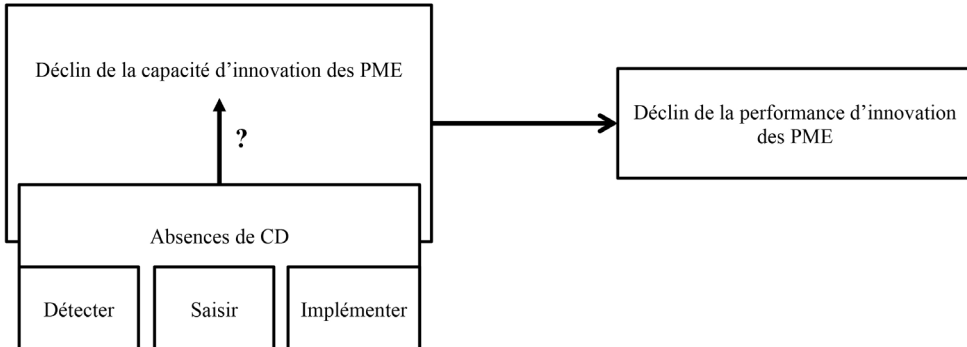 Déclin de la capacité d’innovation des PME
?
Déclin de la performance d’innovation
des PME
Absences de CD
Détecter
Saisir
Implémenter